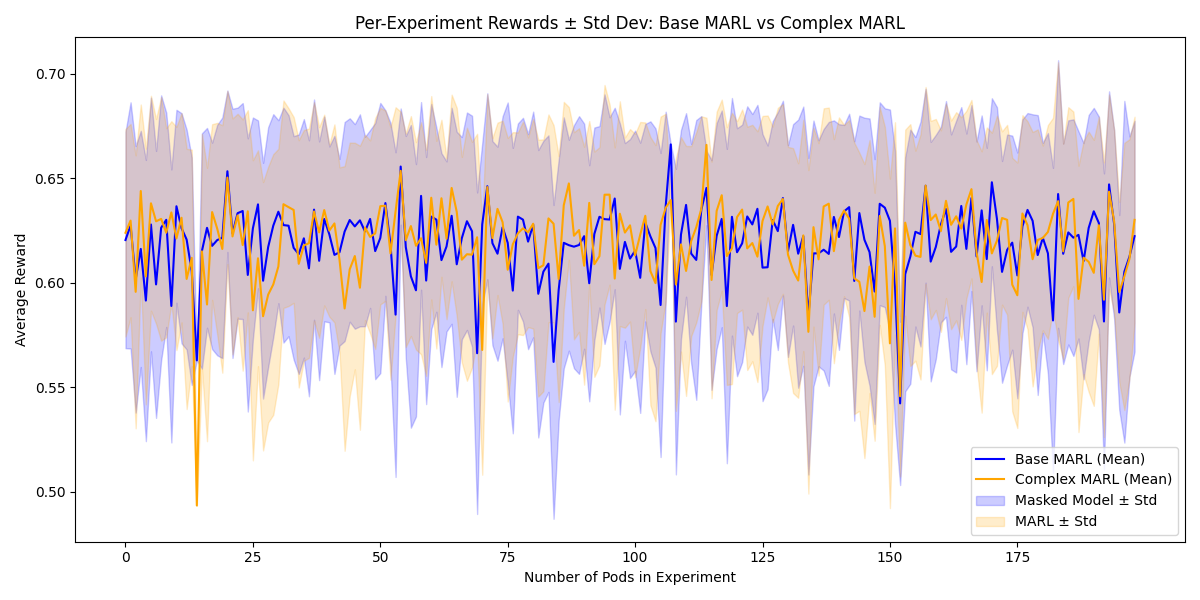 Per-Experiment Rewards ± Std Dev: Base MARL vs Complex MARL
Average Reward
0.70
0.65
0.60
0.55
0.50
Base MARL (Mean)
Complex MARL (Mean)
Masked Model ± Std
MARL ± Std
0 25 50 75 100 125 150 175
Number of Pods in Experiment